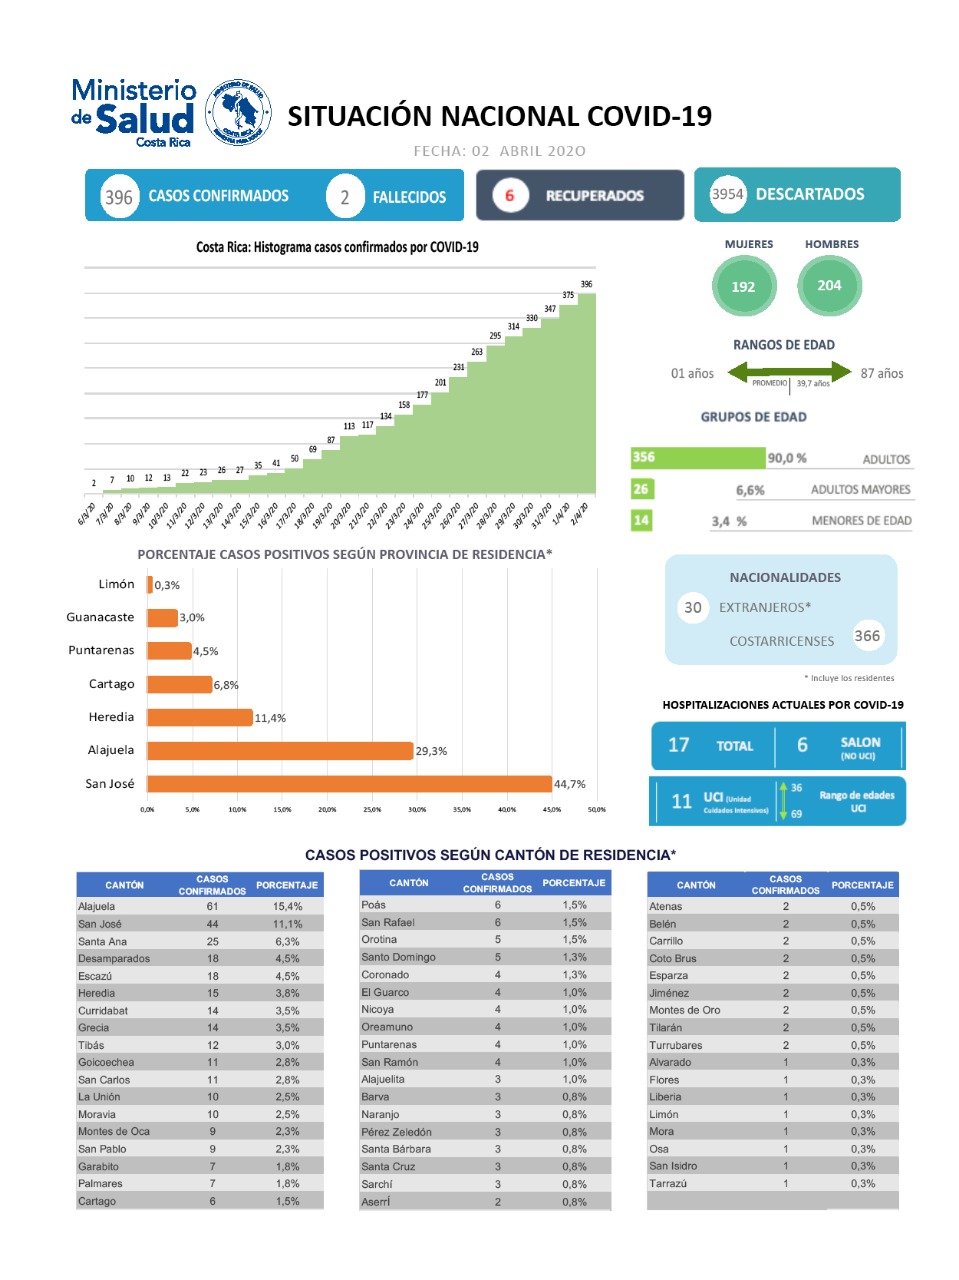 Ministerio
de Salud
Costa Rica
MINISTERIO DE SALUD
COSTA RICA
SITUACIÓN NACIONAL COVID-19
FECHA: 02 ABRIL 2020
396 CASOS CONFIRMADOS 2 FALLECIDOS 6 RECUPERADOS 3954 DESCARTADOS
Costa Rica: Histograma casos confirmados por COVID-19
2 7 10 12 13 22 23 26 27 35 41 50 69 87 113 117 134 158 177 201 231 263 295 314 330 347 375 396
6/3/20 7/3/20 8/3/20 9/3/20 10/3/20 11/3/20 12/3/20 13/3/20 14/3/20 15/3/20 16/3/20 17/3/20 18/3/20 19/3/20 20/3/20 21/3/20 22/3/20 23/3/20 24/3/20 25/3/20 26/3/20 27/3/20 28/3/20 29/3/20 30/3/20 31/3/20 1/4/20 2/4/20
MUJERES HOMBRES
192 204
RANGOS DE EDAD
01 años 87 años
PROMEDIO 39,7 años
GRUPOS DE EDAD
356 90,0 % ADULTOS
26 6,6% ADULTOS MAYORES
14 3,4 % MENORES DE EDAD
PORCENTAJE CASOS POSITIVOS SEGÚN PROVINCIA DE RESIDENCIA*
Limón 0,3%
Guanacaste 3,0%
Puntarenas 4,5%
Cartago 6,8%
Heredia 11,4%
Alajuela 29,3%
San José 44,7%
0,0% 5,0% 10,0% 15,0% 20,0% 25,0% 30,0% 35,0% 40,0% 45,0% 50,0%
NACIONALIDADES
30 EXTRANJEROS*
COSTARRICENSES 366
* Incluye los residentes
HOSPITALIZACIONES ACTUALES POR COVID-19
17 TOTAL 6 SALON
(NO UCI)
11 UCI (Unidad
Cuidados Intensivos)
36
69
Rango de edades
UCI
CASOS POSITIVOS SEGÚN CANTÓN DE RESIDENCIA*
CANTÓN CASOS CONFIRMADOS PORCENTAJE
Alajuela 61 15,4%
San José 44 11,1%
Santa Ana 25 6,3%
Desamparados 18 4,5%
Escazú 18 4,5%
Heredia 15 3,8%
Curridabat 14 3,5%
Grecia 14 3,5%
Tibás 12 3,0%
Goicoechea 11 2,8%
San Carlos 11 2,8%
La Unión 10 2,5%
Moravia 10 2,5%
Montes de Oca 9 2,3%
San Pablo 9 2,3%
Garabito 7 1,8%
Palmares 7 1,8%
Cartago 6 1,5%
CANTÓN CASOS CONFIRMADOS PORCENTAJE
Poás 6 1,5%
San Rafael 6 1,5%
Orotina 5 1,5%
Santo Domingo 5 1,3%
Coronado 4 1,3%
El Guarco 4 1,0%
Nicoya 4 1,0%
Oreamuno 4 1,0%
Puntarenas 4 1,0%
San Ramón 4 1,0%
Alajuelita 3 1,0%
Barva 3 0,8%
Naranjo 3 0,8%
Pérez Zeledón 3 0,8%
Santa Bárbara 3 0,8%
Santa Cruz 3 0,8%
Sarchí 3 0,8%
AserrÍ 2 0,8%
CANTÓN CASOS CONFIRMADOS PORCENTAJE
Atenas 2 0,5%
Belén 2 0,5%
Carrillo 2 0,5%
Coto Brus 2 0,5%
Esparza 2 0,5%
Jiménez 2 0,5%
Montes de Oro 2 0,5%
Tilarán 2 0,5%
Turrubares 2 0,5%
Alvarado 1 0,3%
Flores 1 0,3%
Liberia 1 0,3%
Limón 1 0,3%
Mora 1 0,3%
Osa 1 0,3%
San Isidro 1 0,3%
Tarrazú 1 0,3%